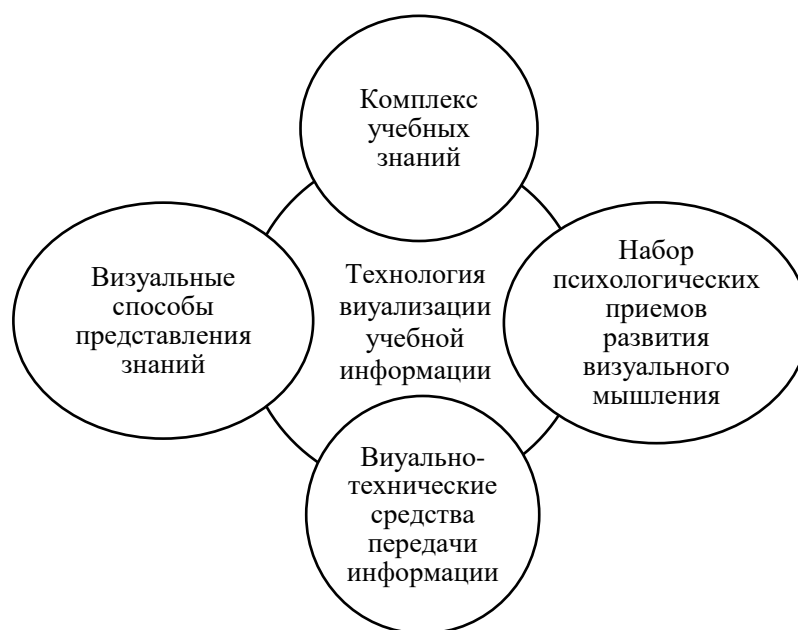 Комплекс
учебных
знаний
Визуальные
способы
представления
знаний
Технология
виуализации
учебной
информации
Набор
психологических
приемов
развития
визуального
мышления
Виуально-
технические
средства
передачи
информации